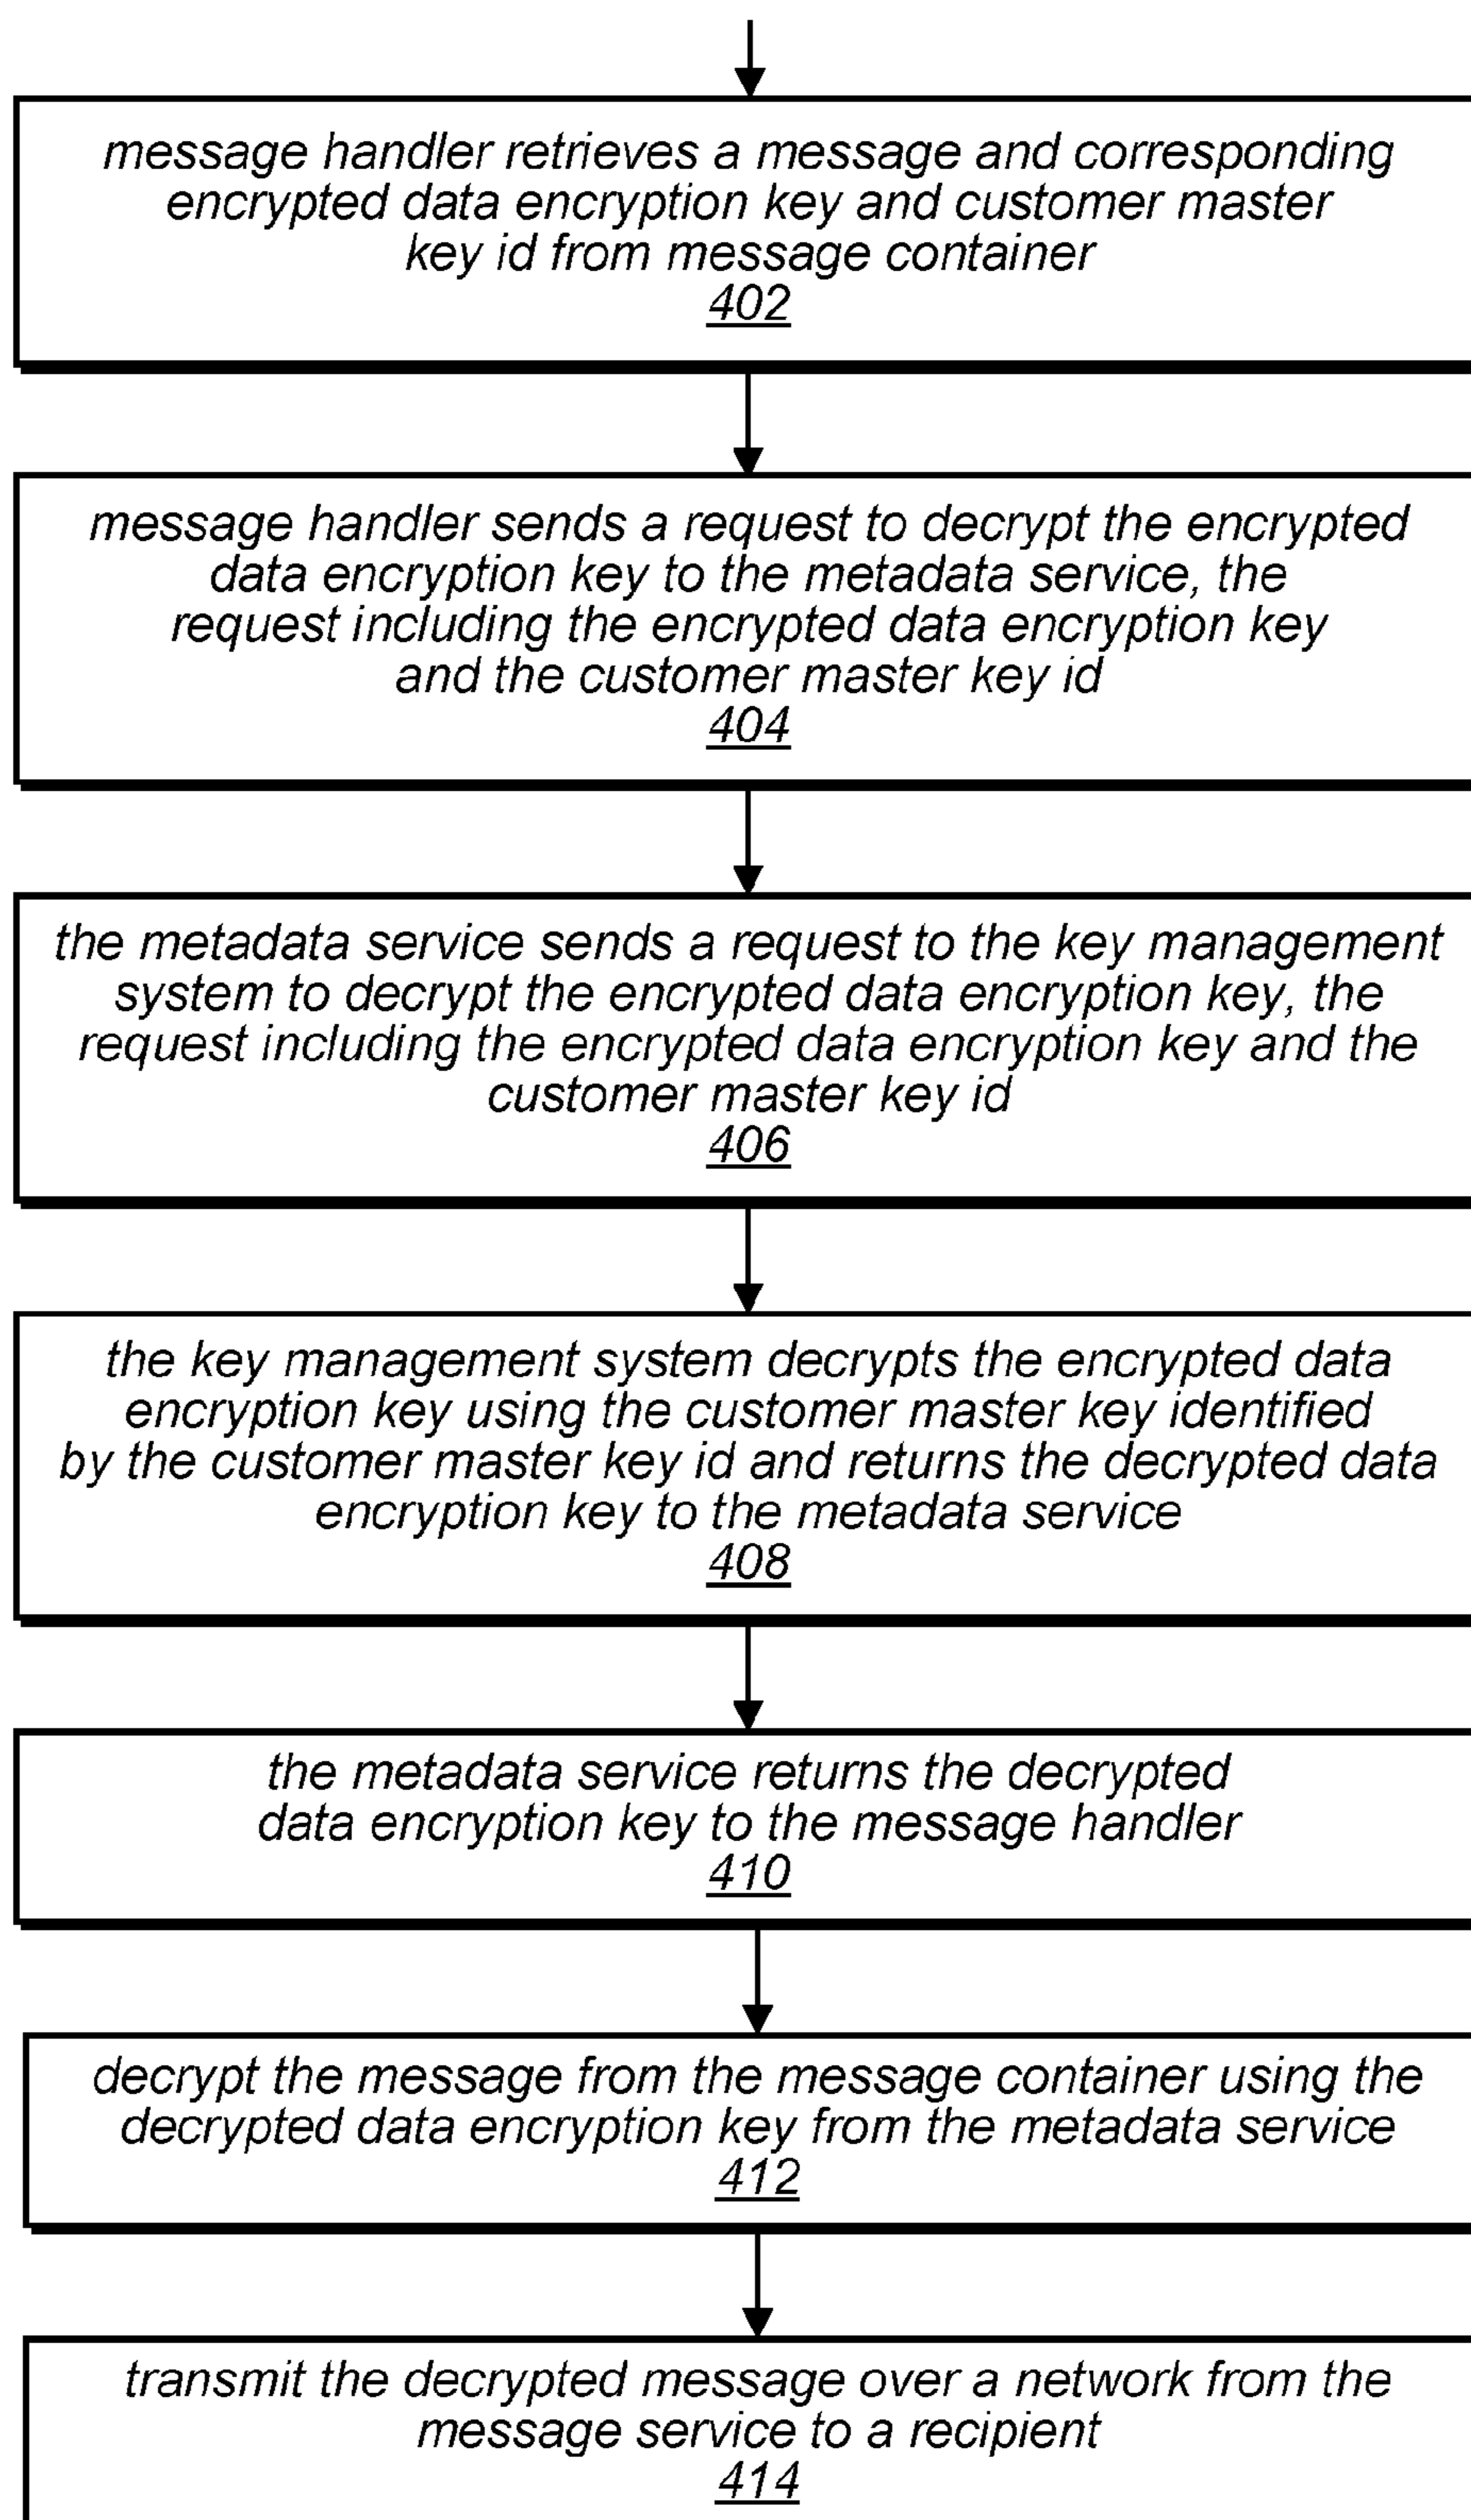 message handler retrieves a message and corresponding
encrypted data encryption key and customer master
key id from message container
402
message handler sends a request to decrypt the encrypted
data encryption key to the metadata service, the
request including the encrypted data encryption key
and the customer master key id
404
the metadata service sends a request to the key management
system to decrypt the encrypted data encryption key, the
request including the encrypted data encryption key and the
customer master key id
406
the key management system decrypts the encrypted data
encryption key using the customer master key identified
by the customer master key id and returns the decrypted data
encryption key to the metadata service
408
the metadata service returns the decrypted
data encryption key to the message handler
410
decrypt the message from the message container using the
decrypted data encryption key from the metadata service
412
transmit the decrypted message over a network from the
message service to a recipient
414